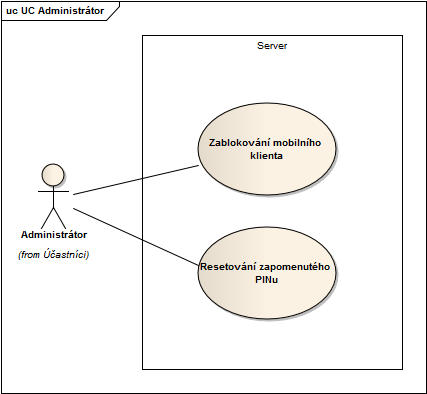 uc UC Administrátor
Server
Zablokování mobilního
klienta
Administrátor
(from Účastníci)
Resetování zapomenutého
PINu